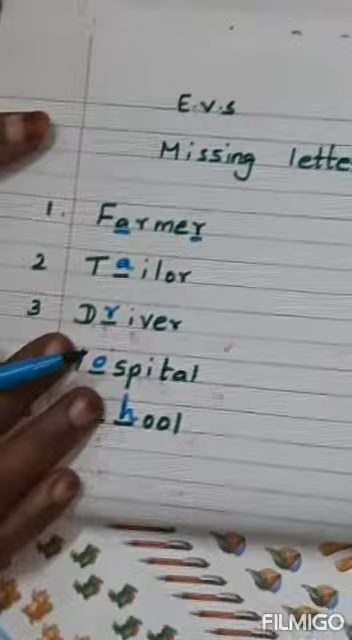 E.V.S
Missing lette
1. Farmer
2 Tailor
3 Driver
ospital
hool
FILMIGO